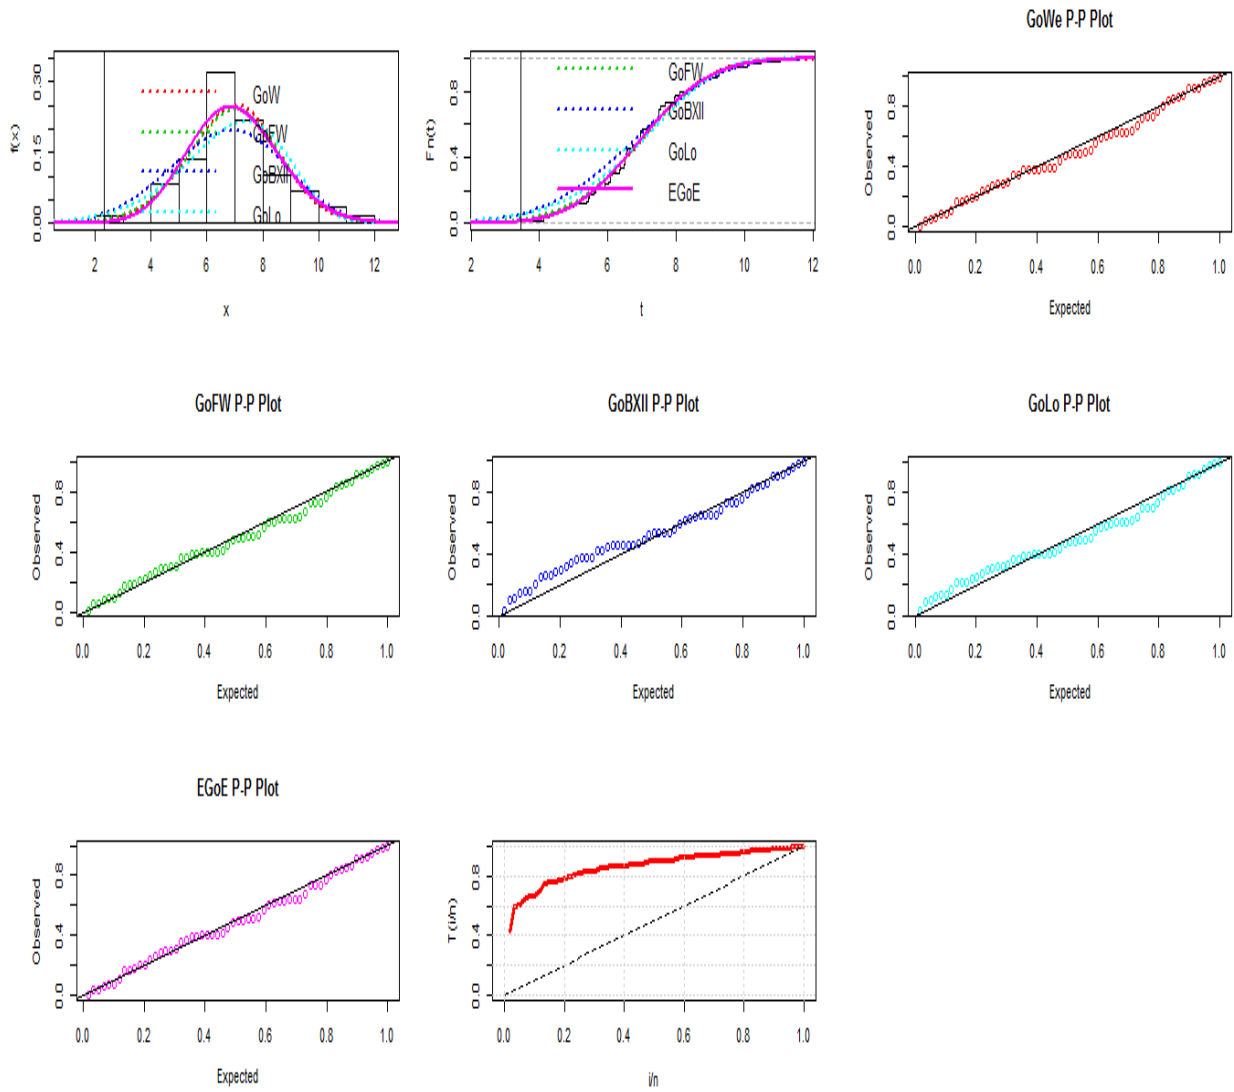 GoWe P-P Plot
f(x)
0.00 0.15 0.30
GoW
GoFW
GoBXII
GoLo
2 4 6 8 10 12
x
Fn(t)
0.0 0.4 0.8
GoFW
GoBXII
GoLo
EGoE
2 4 6 8 10 12
t
Observed
0.0 0.4 0.8
0.0 0.2 0.4 0.6 0.8 1.0
Expected
GoFW P-P Plot
Observed
0.0 0.4 0.8
0.0 0.2 0.4 0.6 0.8 1.0
Expected
GoBXII P-P Plot
Observed
0.0 0.4 0.8
0.0 0.2 0.4 0.6 0.8 1.0
Expected
GoLo P-P Plot
Observed
0.0 0.4 0.8
0.0 0.2 0.4 0.6 0.8 1.0
Expected
EGoE P-P Plot
Observed
0.0 0.4 0.8
0.0 0.2 0.4 0.6 0.8 1.0
Expected
T(i/n)
0.0 0.4 0.8
0.0 0.2 0.4 0.6 0.8 1.0
i/n